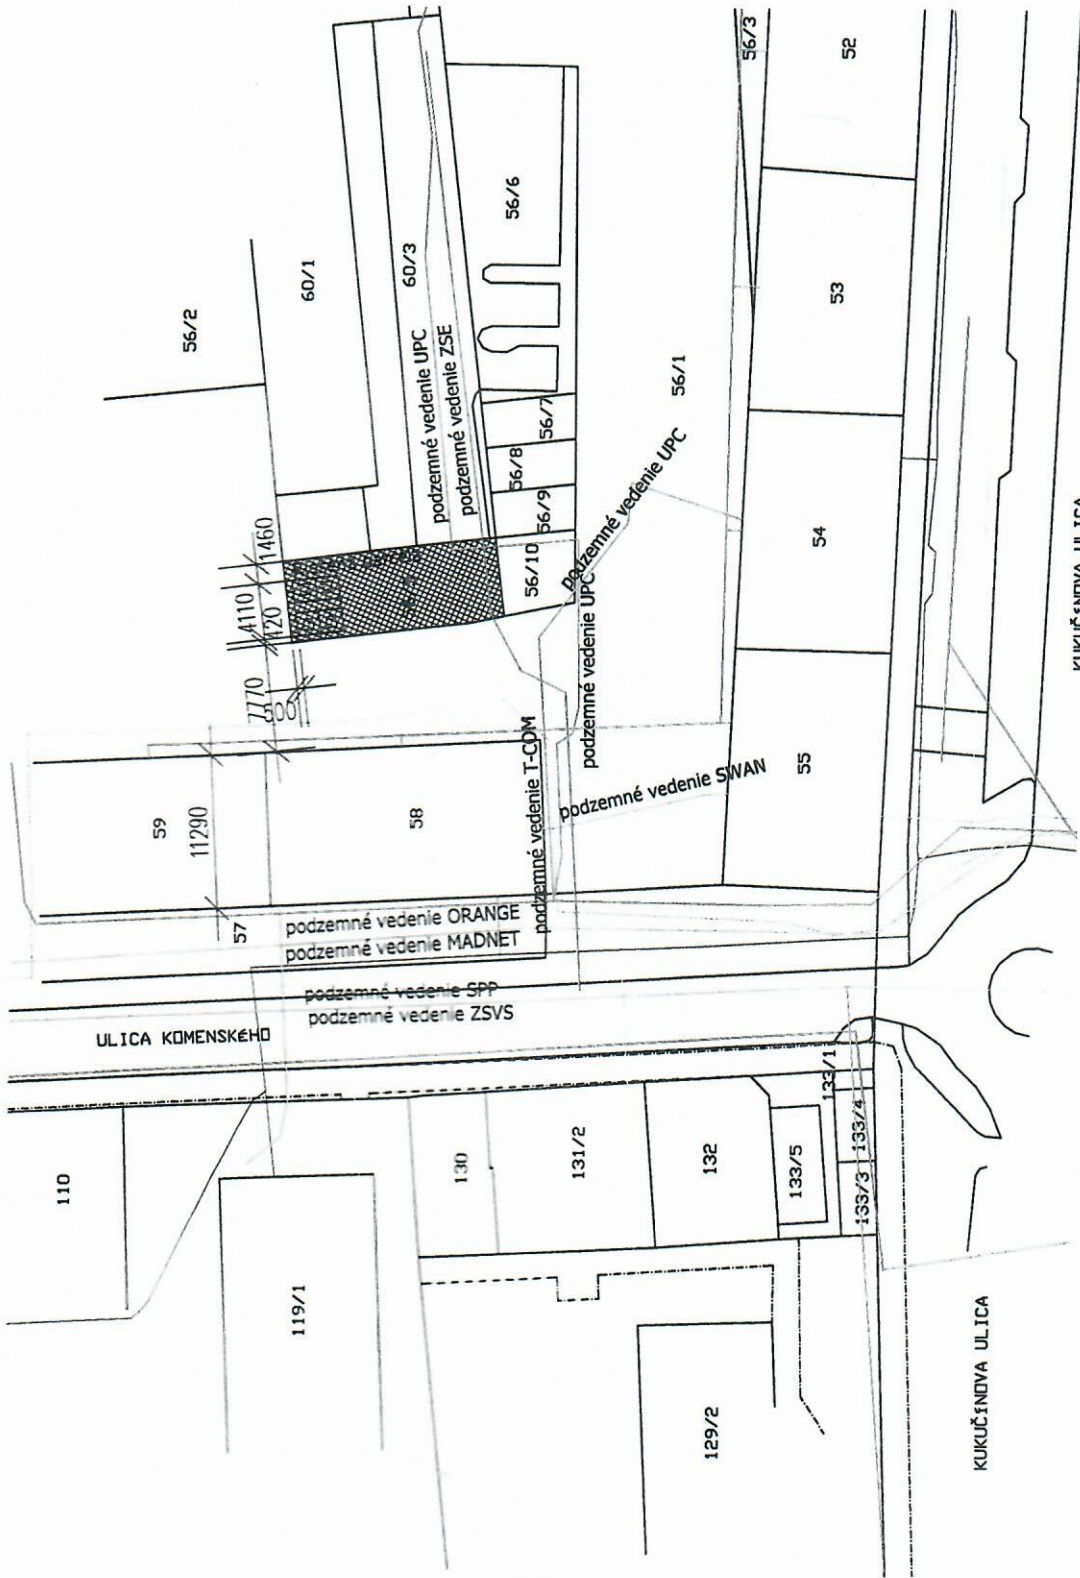 56/3
52
56/2
60/1
60/3
56/6
podzemné vedenie UPC
podzemné vedenie ZSE
53
56/1
56/7
56/8
56/9
56/10
podzemné vedenie UPC
podzemné vedenie UPC
54
KUKUČÍNOVA ULICA
1460
4110
420
7770
500
59
11290
58
57
podzemné vedenie T-COM
podzemné vedenie SWAN
55
podzemné vedenie ORANGE
podzemné vedenie MADNET
podzemné vedenie SPP
podzemné vedenie ZSVS
ULICA KOMENSKÉHO
110
119/1
130
131/2
132
133/1
133/5
133/4
133/3
129/2
KUKUČÍNOVA ULICA